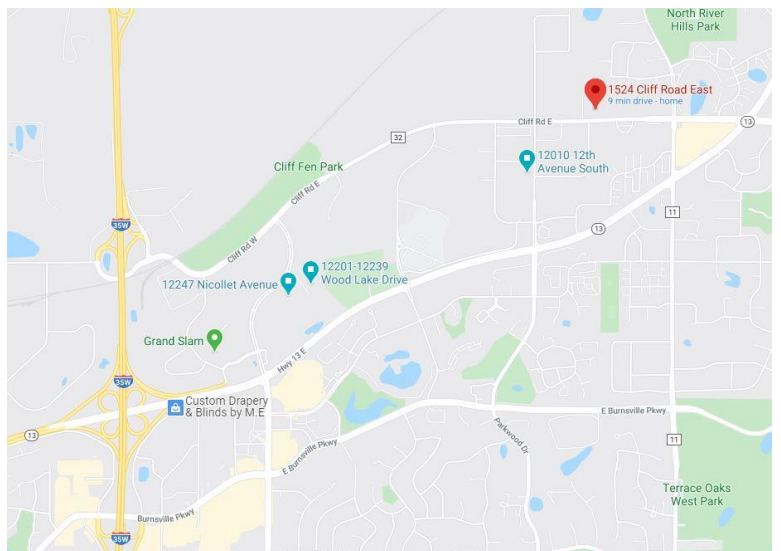 North River
Hills Park
1524 Cliff Road East
9 min drive - home
Cliff Rd E
13
32
12010 12th
Avenue South
Cliff Fen Park
Cliff Rd E
11
13
35W
Cliff Rd W
12201-12239
Wood Lake Drive
12247 Nicollet Avenue
Grand Slam
Hwy 13 E
35W
Custom Drapery
& Blinds by M.E
E Burnsville Pkwy
13
Parkwood Dr
11
E Burnsville Pkwy
Terrace Oaks
West Park
Burnsville Pkwy
35W